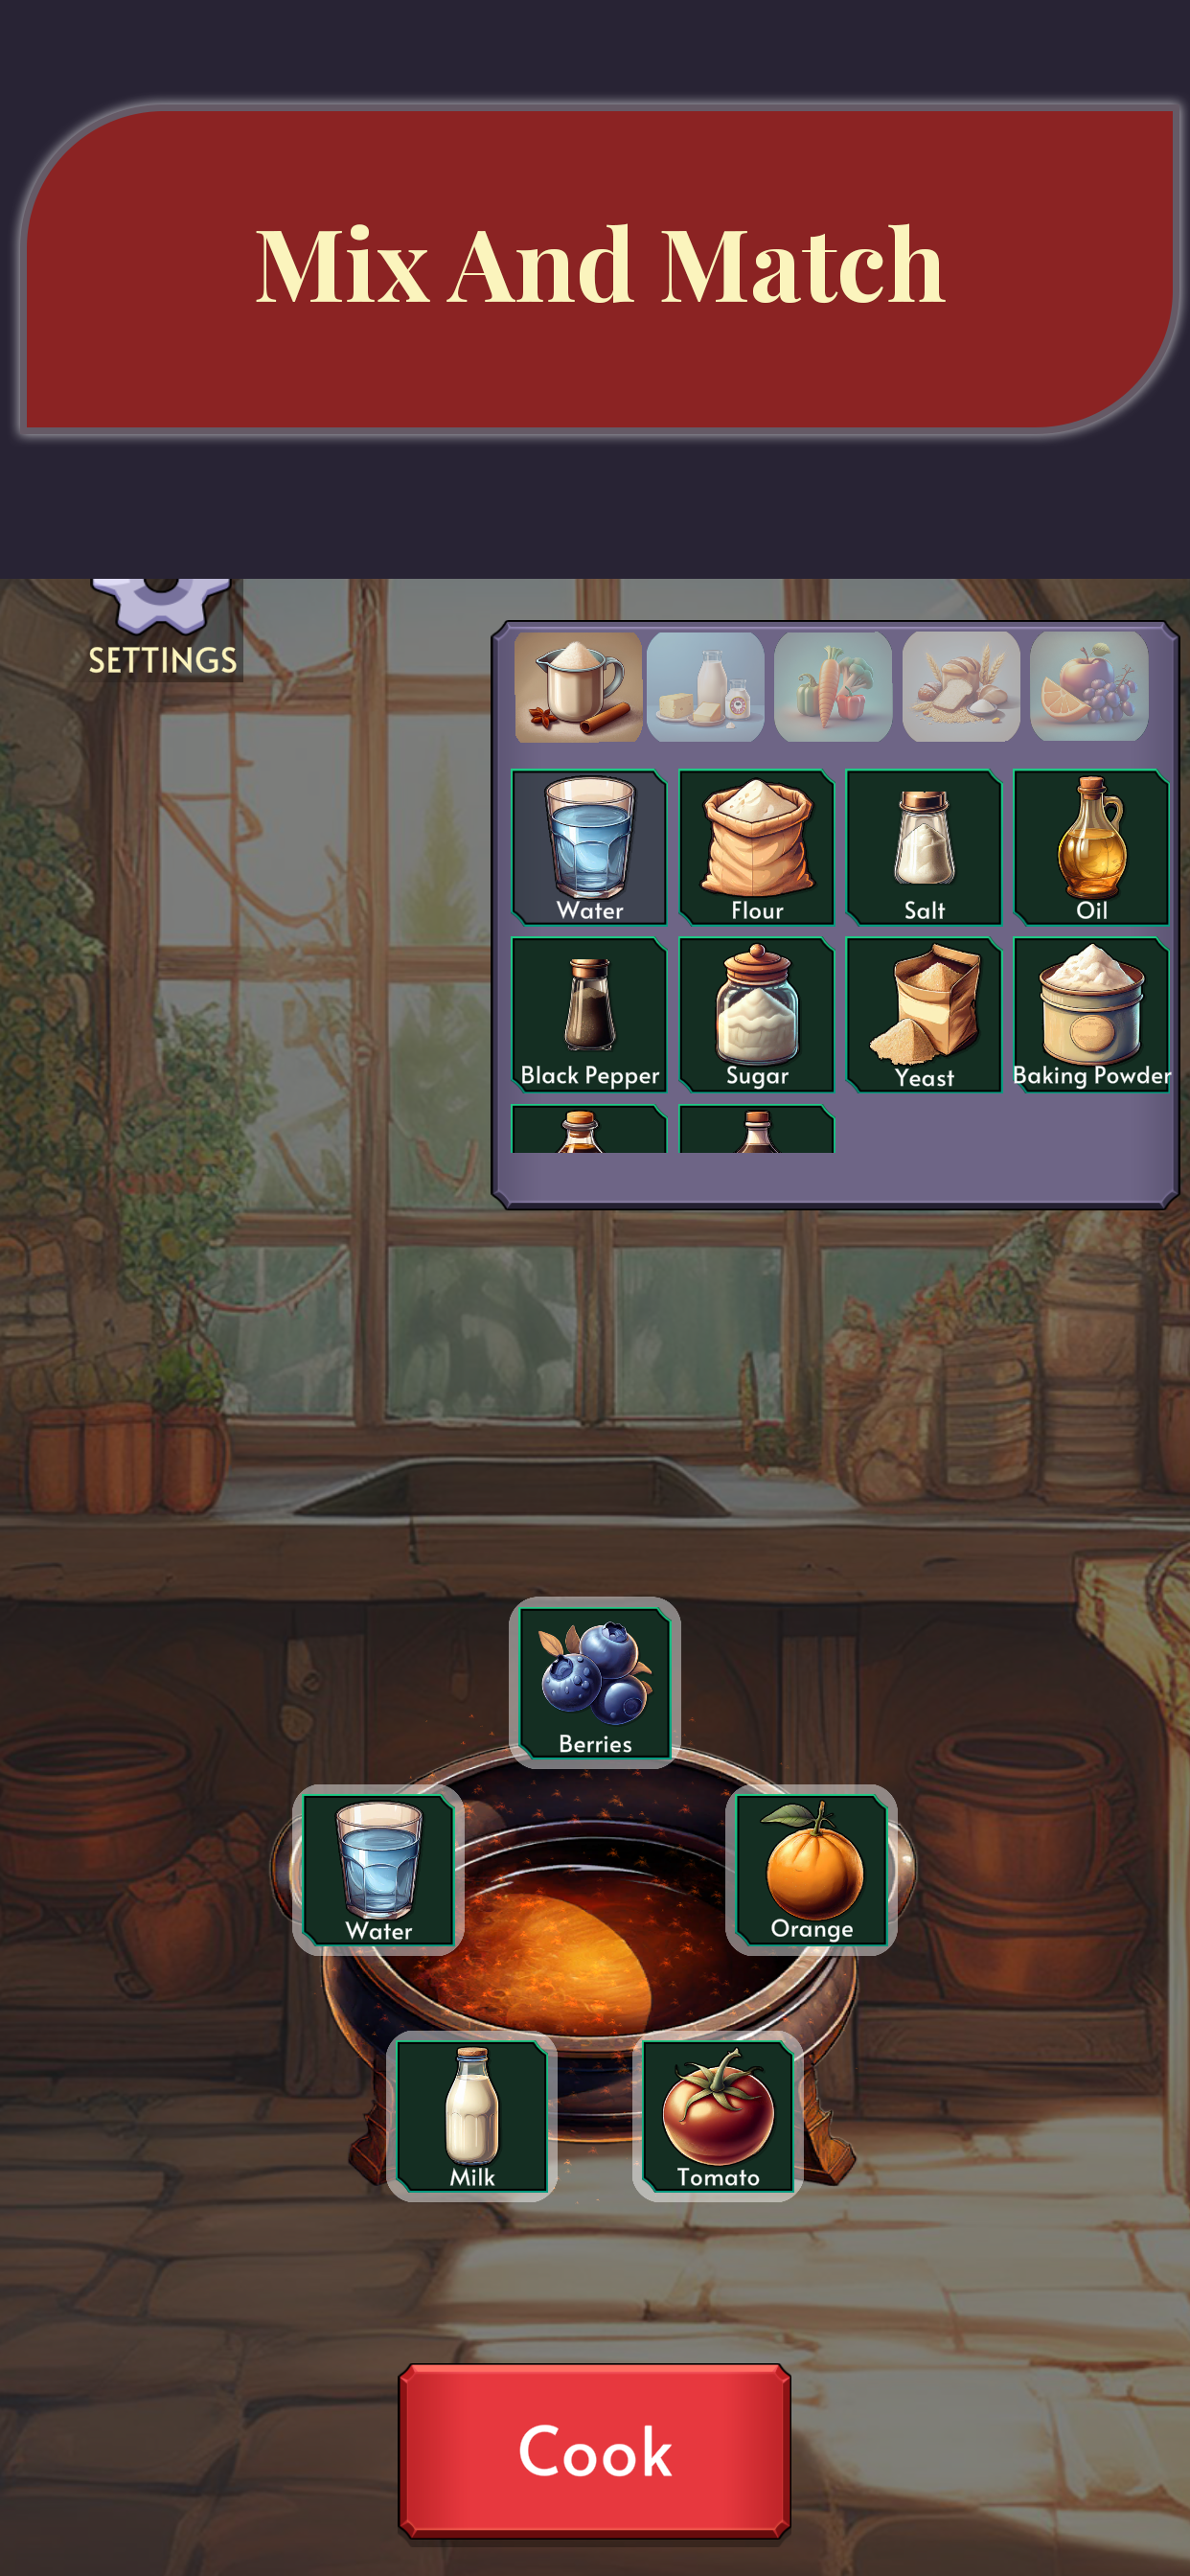 Mix And Match
SETTINGS
Water
Flour
Salt
Oil
Black Pepper
Sugar
Yeast
Baking Powder
Berries
Water
Orange
Milk
Tomato
Cook